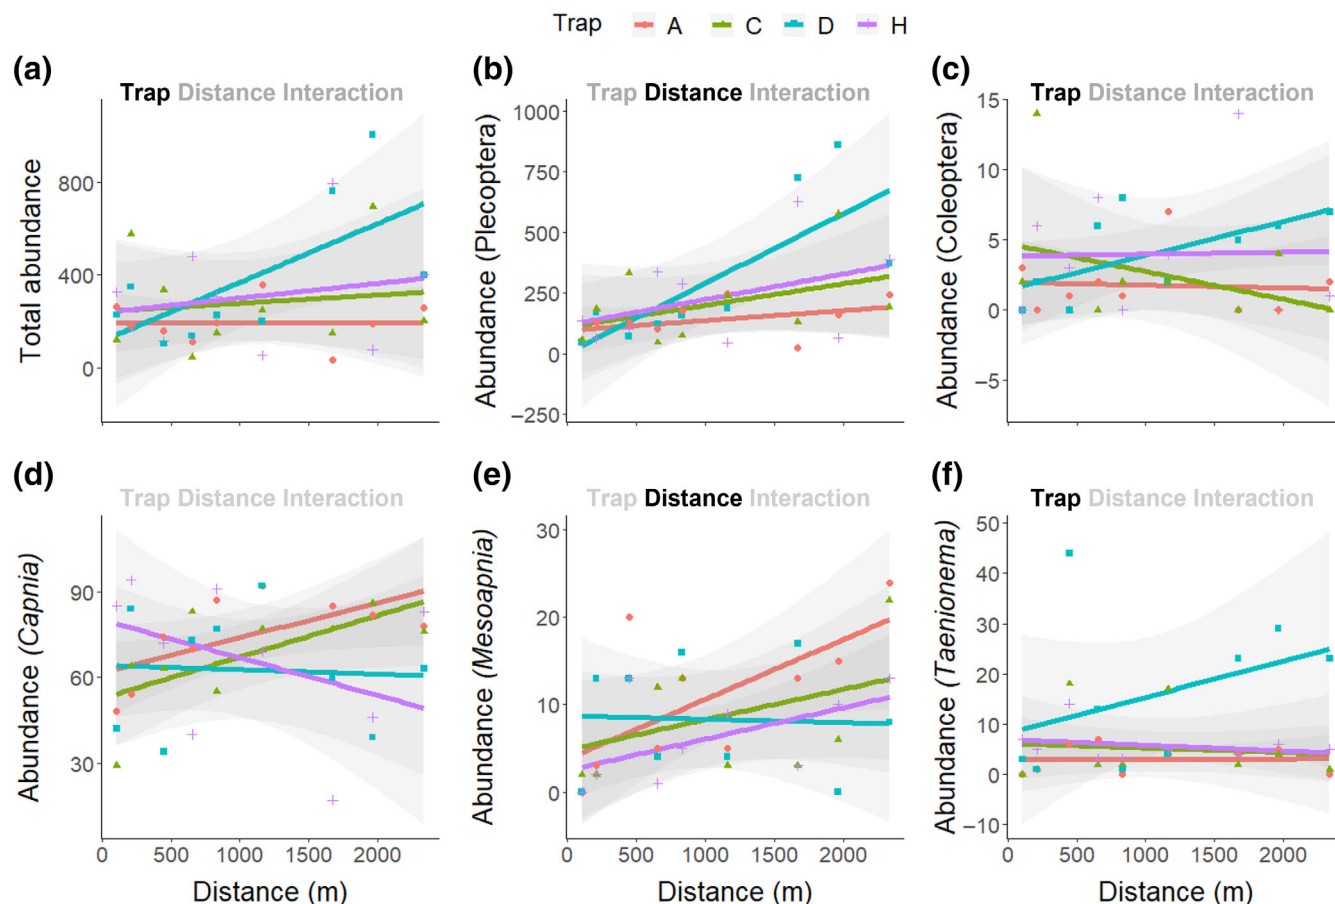 Trap A C D H
(a) (b) (c)
Trap Distance Interaction Trap Distance Interaction Trap Distance Interaction
Total abundance
800
400
0
Abundance (Plecoptera)
1000
750
500
250
0
−250
Abundance (Coleoptera)
15
10
5
0
−5
(d) (e) (f)
Trap Distance Interaction Trap Distance Interaction Trap Distance Interaction
Abundance (Capnia)
90
60
30
Abundance (Mesoapnia)
30
20
10
0
Abundance (Taenionema)
50
40
30
20
10
0
−10
0 500 1000 1500 2000 0 500 1000 1500 2000 0 500 1000 1500 2000
Distance (m) Distance (m) Distance (m)